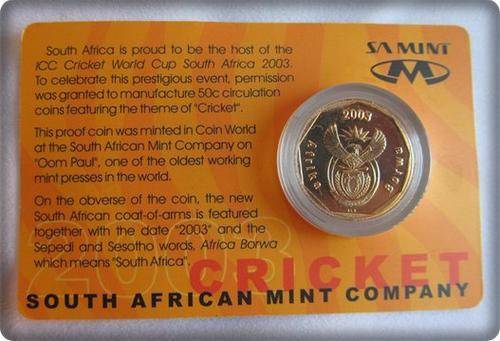 South Africa is proud to be the host of the
ICC Cricket World Cup South Africa 2003.
To celebrate this prestigious event, permission
was granted to manufacture 50c circulation
coins featuring the theme of "Cricket".
This proof coin was minted in Coin World
at the South African Mint Company on
"Oom Paul", one of the oldest working
mint presses in the world.
On the obverse of the coin, the new
South African coat-of-arms is featured
together with the date "2003" and the
Sepedi and Sesotho words, Africa Borwa
which means "South Africa".
SA MINT
2003
Afrika
Borwa
2003
CRICKET
SOUTH AFRICAN MINT COMPANY